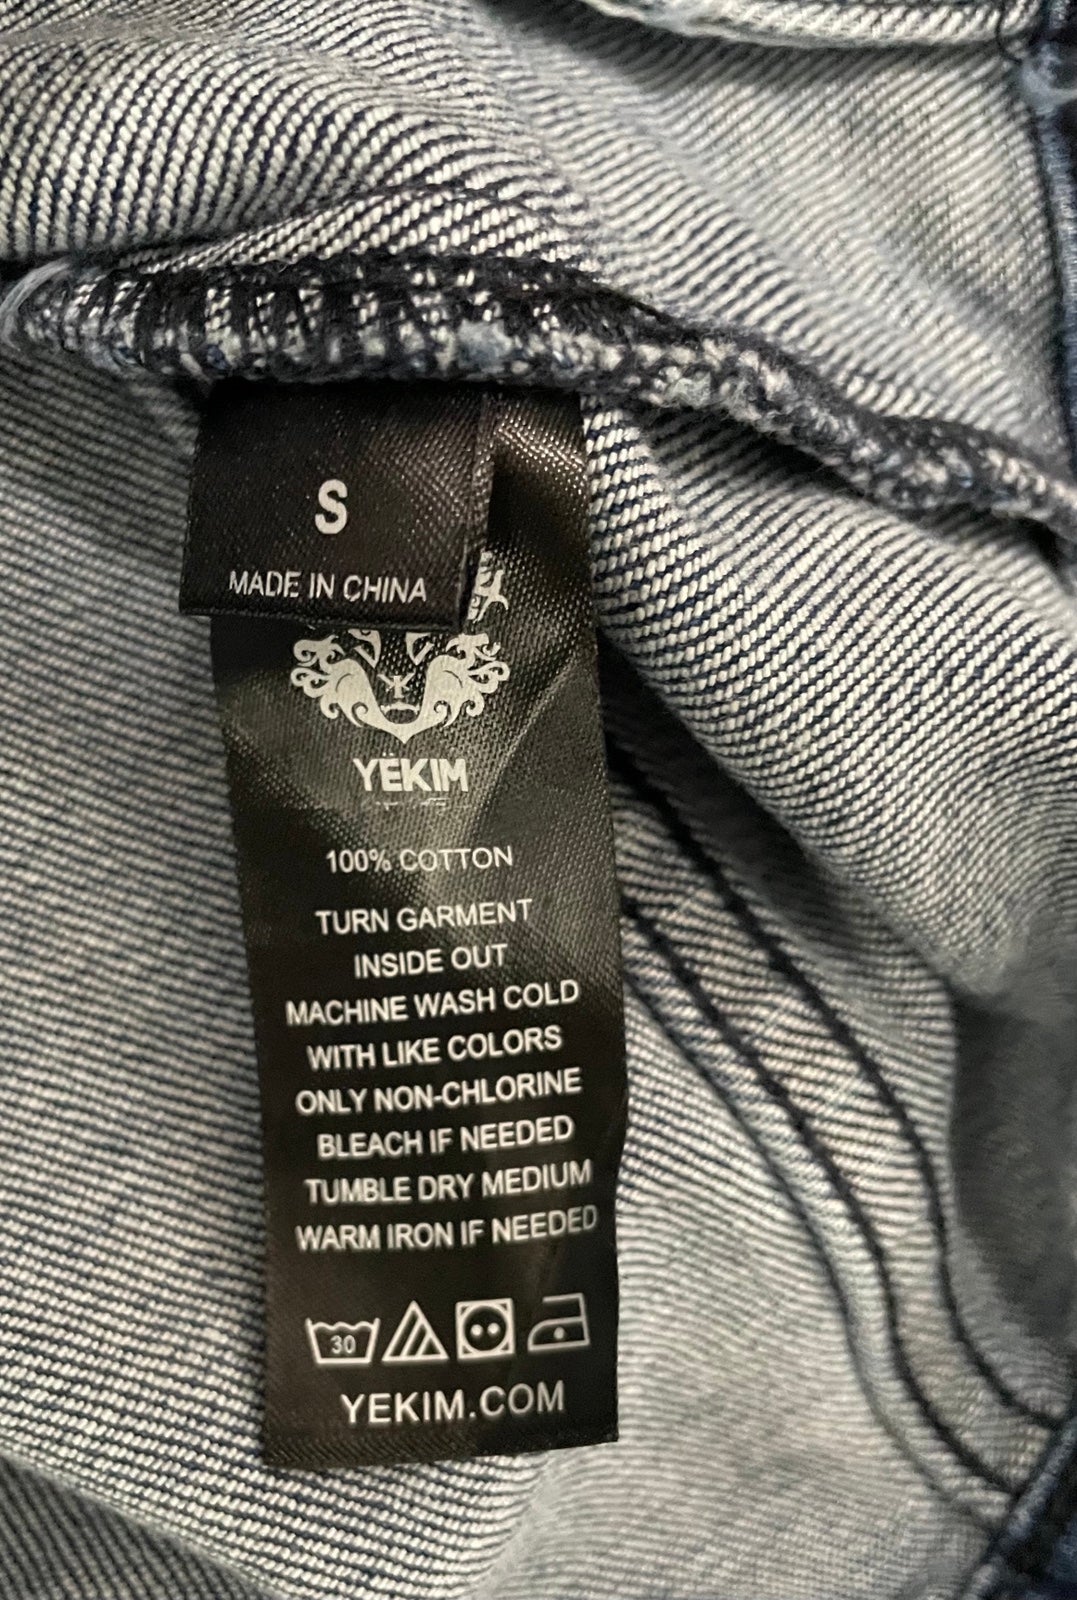 S
MADE IN CHINA
YËKIM
100% COTTON
TURN GARMENT
INSIDE OUT
MACHINE WASH COLD
WITH LIKE COLORS
ONLY NON-CHLORINE
BLEACH IF NEEDED
TUMBLE DRY MEDIUM
WARM IRON IF NEEDED
30
YEKIM.COM